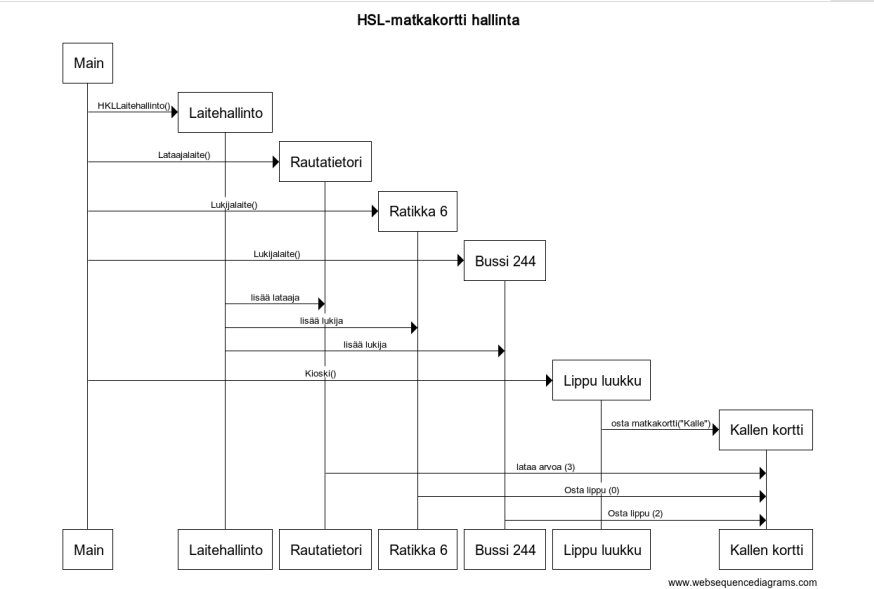 HSL-matkakortti hallinta
Main
HKLLaitehallinto()
Laitehallinto
Lataajalaite()
Rautatietori
Lukijalaite()
Ratikka 6
Lukijalaite()
Bussi 244
lisää lataaja
lisää lukija
lisää lukija
Kioski()
Lippu luukku
osta matkakortti("Kalle")
Kallen kortti
lataa arvoa (3)
Osta lippu (0)
Osta lippu (2)
Main Laitehallinto Rautatietori Ratikka 6 Bussi 244 Lippu luukku Kallen kortti
www.websequencediagrams.com